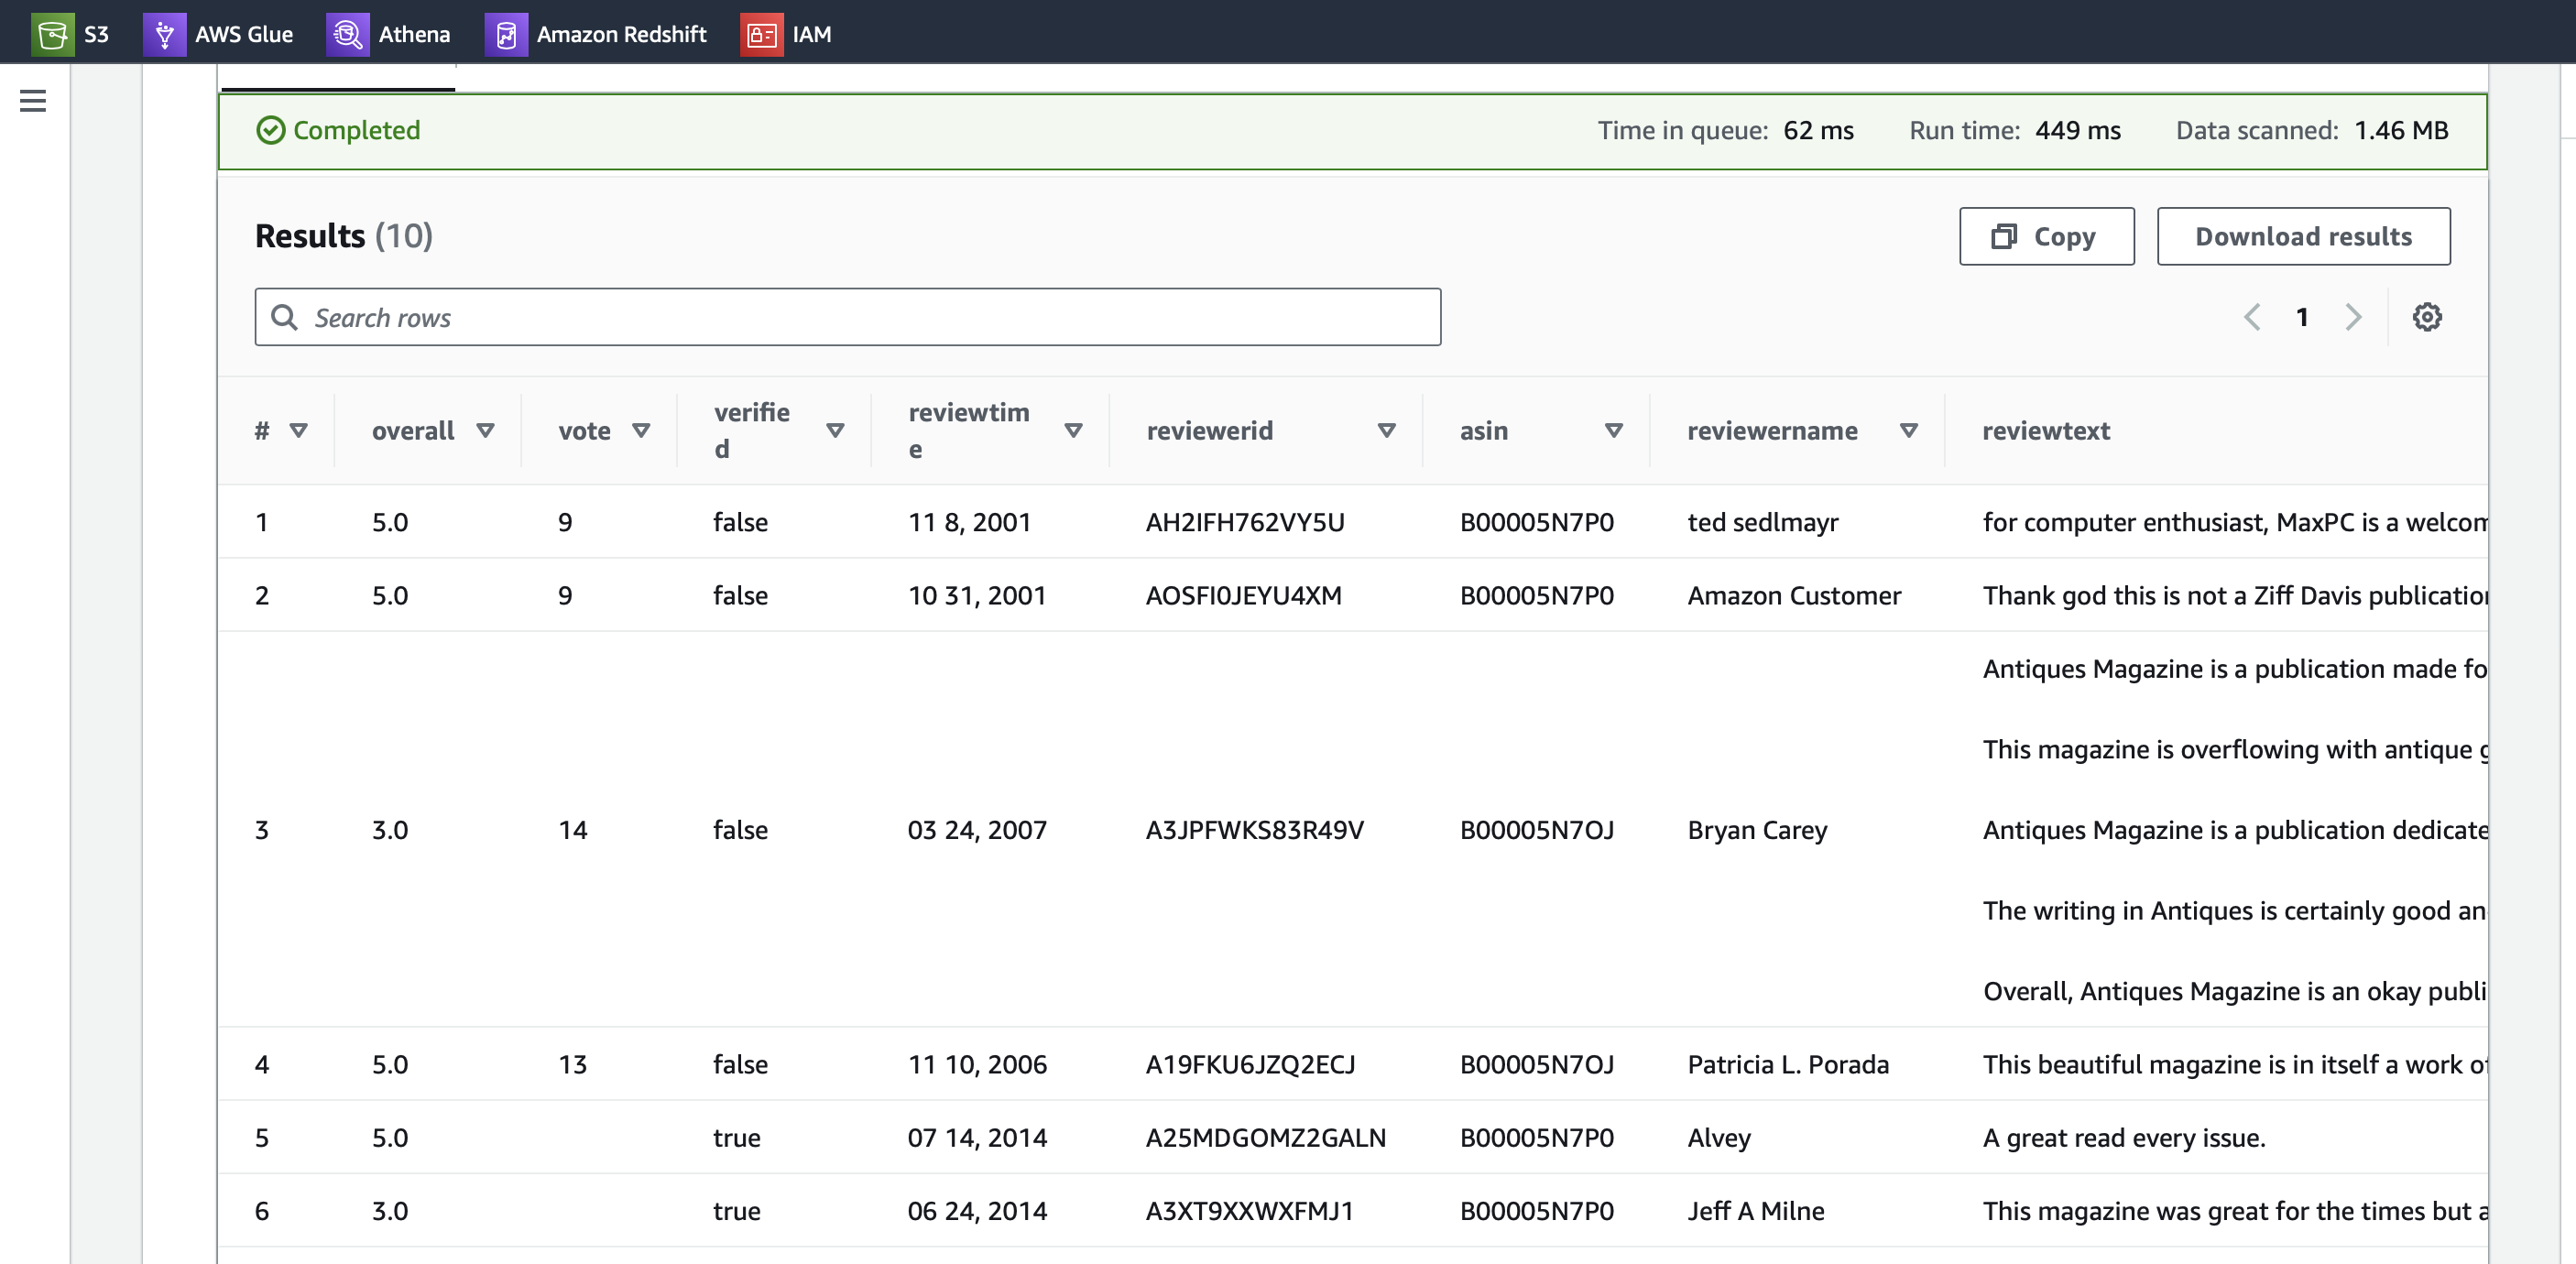 S3 AWS Glue Athena Amazon Redshift IAM
Completed Time in queue: 62 ms Run time: 449 ms Data scanned: 1.46 MB
Results (10) Copy Download results
Search rows 1
# overall vote verified reviewtime reviewerid asin reviewername reviewtext
1 5.0 9 false 11 8, 2001 AH2IFH762VY5U B00005N7P0 ted sedlmayr for computer enthusiast, MaxPC is a welcom
2 5.0 9 false 10 31, 2001 AOSFI0JEYU4XM B00005N7P0 Amazon Customer Thank god this is not a Ziff Davis publication
Antiques Magazine is a publication made fo
This magazine is overflowing with antique g
3 3.0 14 false 03 24, 2007 A3JPFWKS83R49V B00005N7OJ Bryan Carey Antiques Magazine is a publication dedicate
The writing in Antiques is certainly good an
Overall, Antiques Magazine is an okay publi
4 5.0 13 false 11 10, 2006 A19FKU6JZQ2ECJ B00005N7OJ Patricia L. Porada This beautiful magazine is in itself a work of
5 5.0 true 07 14, 2014 A25MDGOMZ2GALN B00005N7P0 Alvey A great read every issue.
6 3.0 true 06 24, 2014 A3XT9XXWXFMJ1 B00005N7P0 Jeff A Milne This magazine was great for the times but a